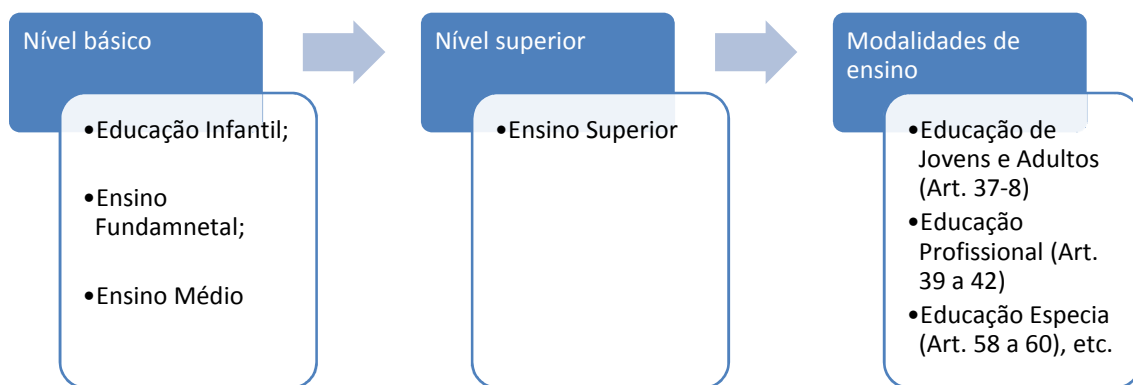 Nível básico
•Educação Infantil;
•Ensino
Fundamnetal;
•Ensino Médio
Nível superior
•Ensino Superior
Modalidades de
ensino
•Educação de
Jovens e Adultos
(Art. 37-8)
•Educação
Profissional (Art.
39 a 42)
•Educação Especia
(Art. 58 a 60), etc.